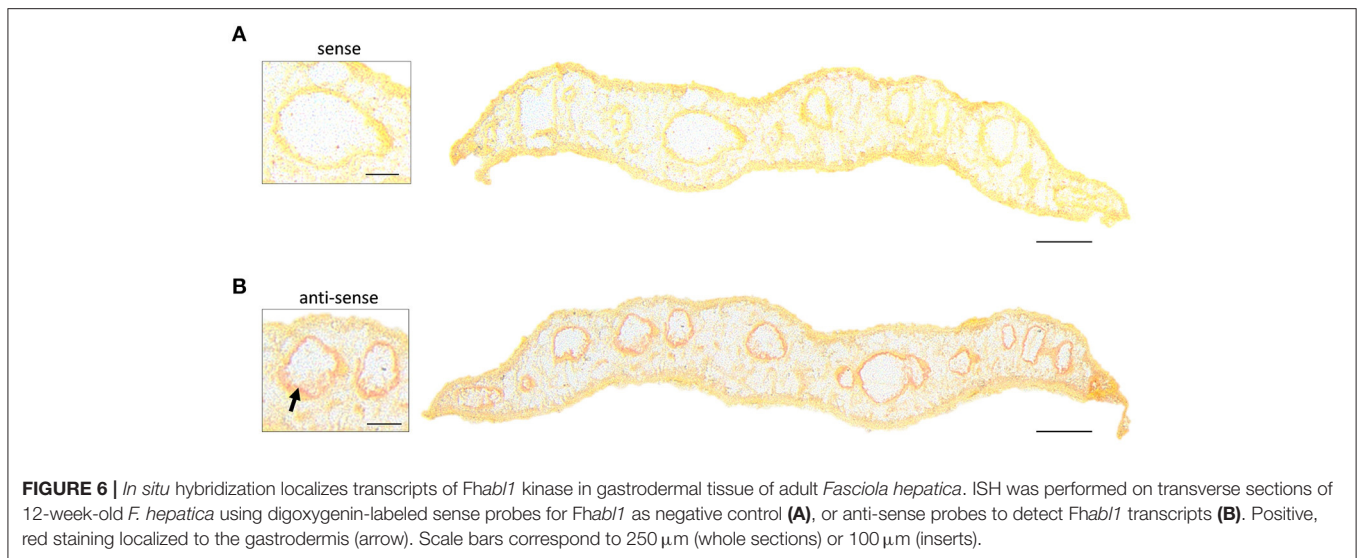 A
sense
B
anti-sense
FIGURE 6 | In situ hybridization localizes transcripts of Fhabl1 kinase in gastrodermal tissue of adult Fasciola hepatica. ISH was performed on transverse sections of
12-week-old F. hepatica using digoxygenin-labeled sense probes for Fhabl1 as negative control (A), or anti-sense probes to detect Fhabl1 transcripts (B). Positive,
red staining localized to the gastrodermis (arrow). Scale bars correspond to 250 μm (whole sections) or 100 μm (inserts).